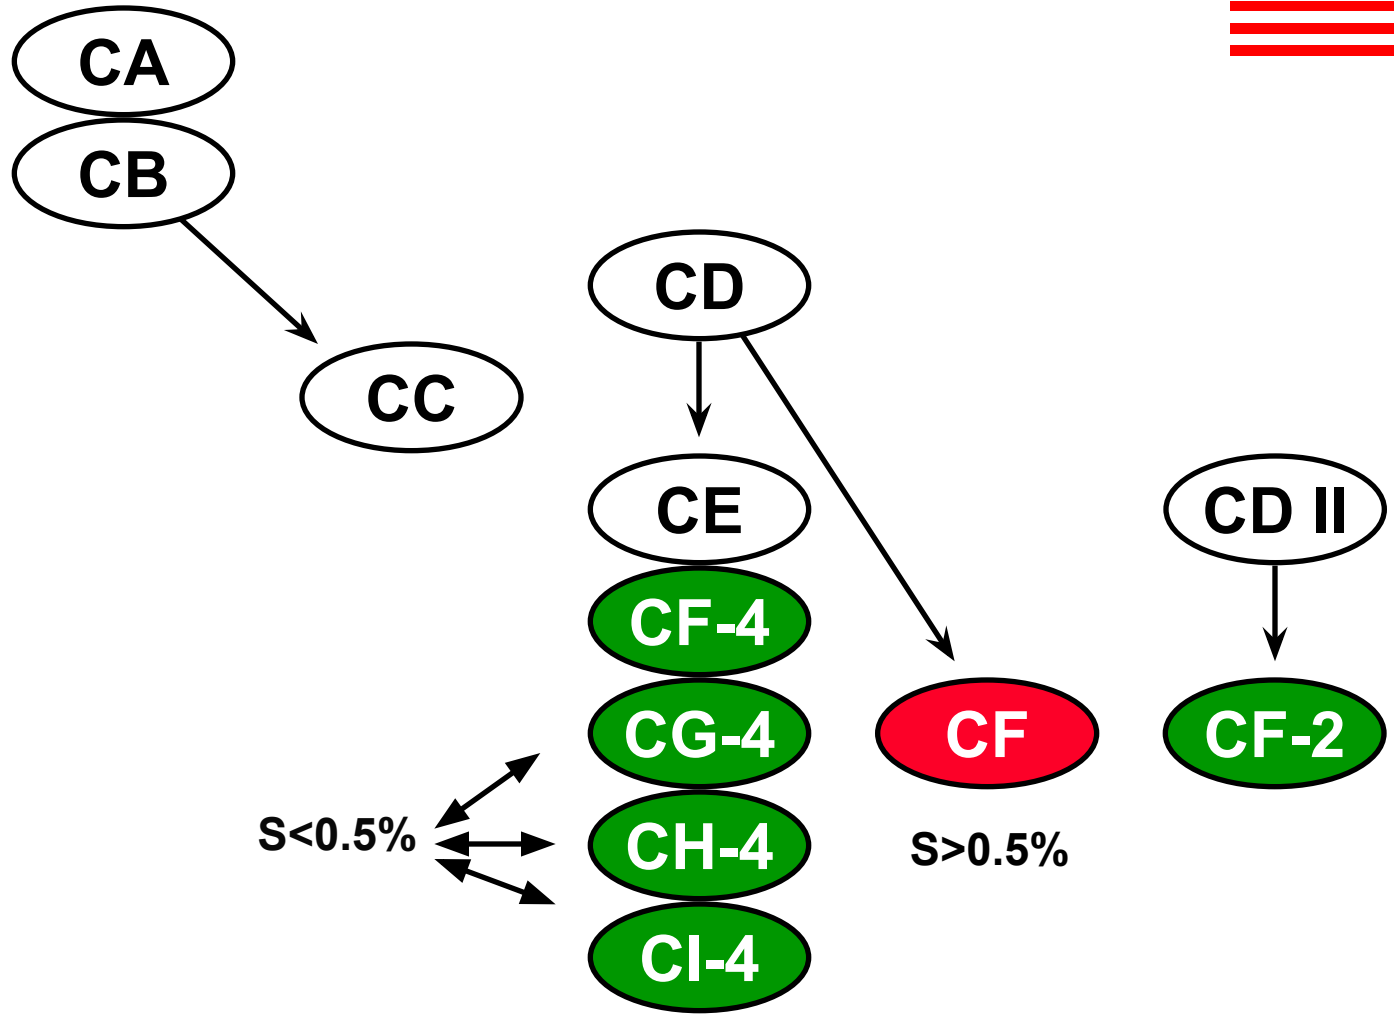 CA
CB
CD
CC
CE
CD II
CF-4
CG-4
CF
CF-2
S<0.5%
CH-4
S>0.5%
CI-4